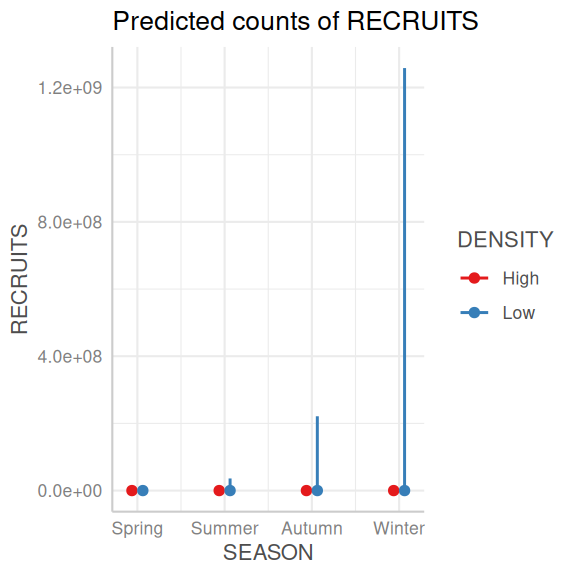 Predicted counts of RECRUITS
1.2e+09
8.0e+08
4.0e+08
0.0e+00
RECRUITS
Spring Summer Autumn Winter
SEASON
DENSITY
High
Low